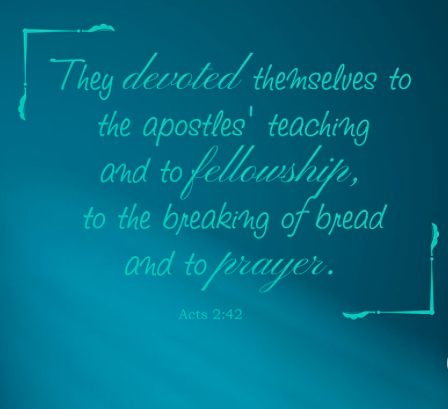 They devoted themselves to
the apostles' teaching
and to fellowship,
to the breaking of bread
and to prayer.
Acts 2:42